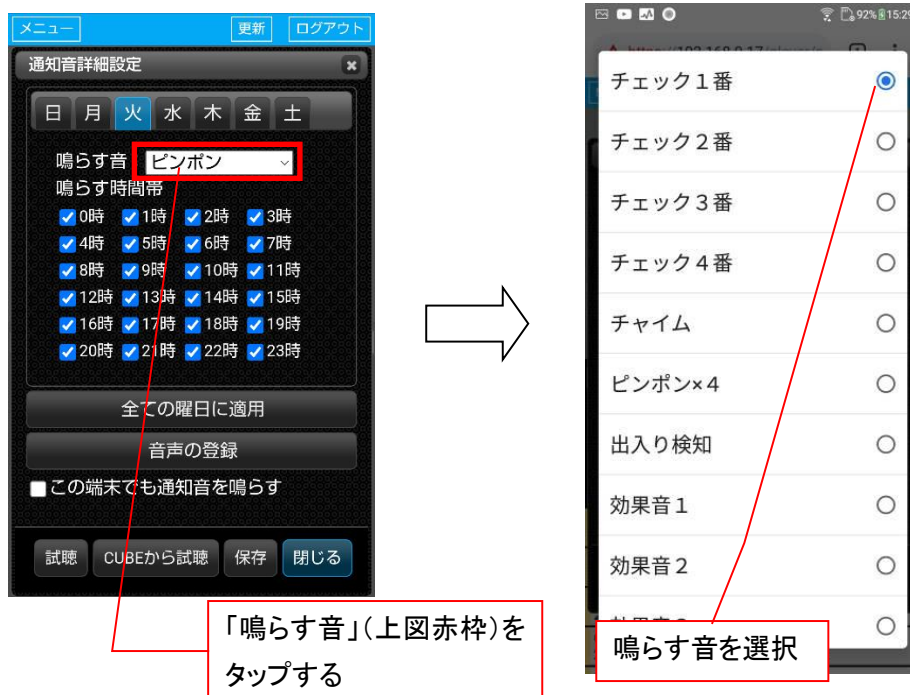 メニュー 更新 ログアウト
通知音詳細設定
日 月 火 水 木 金 土
鳴らす音 ピンポン
鳴らす時間帯
0時 1時 2時 3時
4時 5時 6時 7時
8時 9時 10時 11時
12時 13時 14時 15時
16時 17時 18時 19時
20時 21時 22時 23時
全ての曜日に適用
音声の登録
この端末でも通知音を鳴らす
試聴 CUBEから試聴 保存 閉じる
「鳴らす音」(上図赤枠)を
タップする
92% 15:29
チェック1番
チェック2番
チェック3番
チェック4番
チャイム
ピンポン×4
出入り検知
効果音1
効果音2
鳴らす音を選択